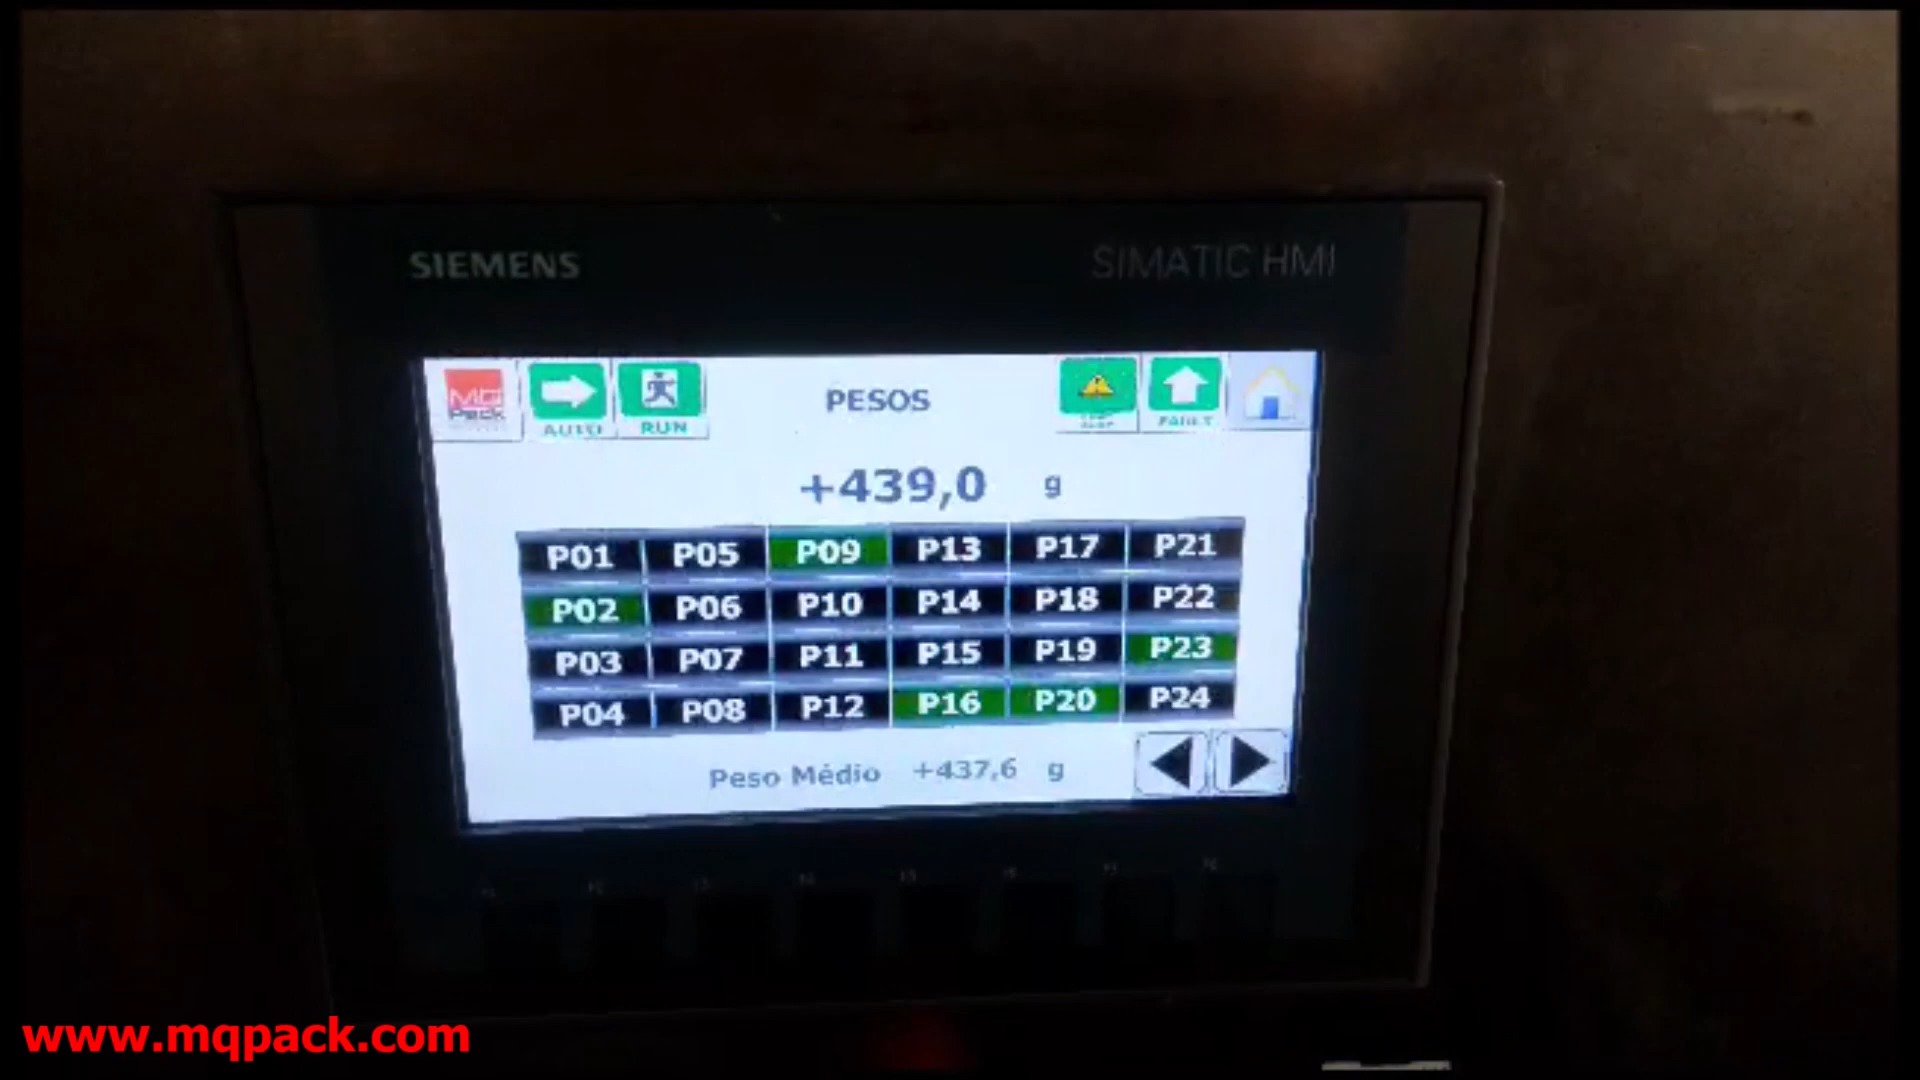 SIEMENS
SIMATIC HMI
MQ
Pack
AUTO
RUN
PESOS
FAULT
+439,0 g
P01 P05 P09 P13 P17 P21
P02 P06 P10 P14 P18 P22
P03 P07 P11 P15 P19 P23
P04 P08 P12 P16 P20 P24
Peso Médio +437,6 g
www.mqpack.com